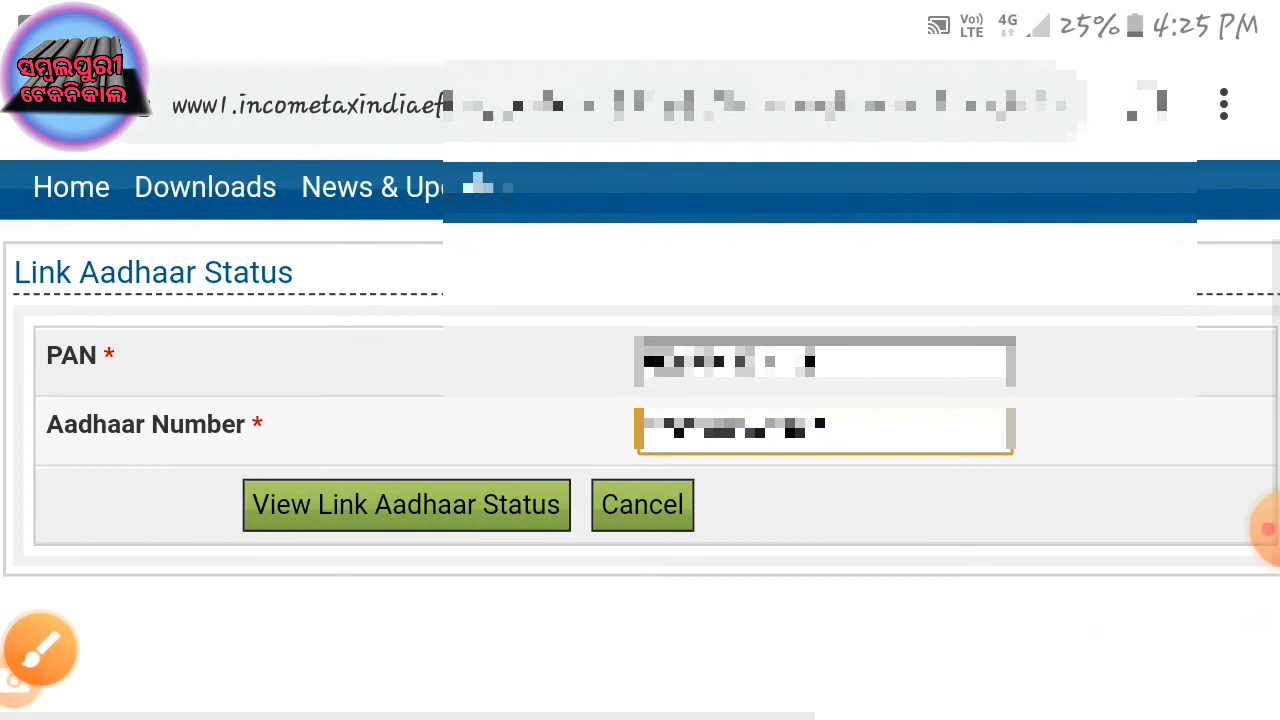 Vo))
LTE
4G
25%
4:25 PM
ସମ୍ବଲପୁରୀ
ଟେକନିକାଲ
www1.incometaxindiaef
Home Downloads News & Up
Link Aadhaar Status
PAN *
Aadhaar Number *
View Link Aadhaar Status Cancel